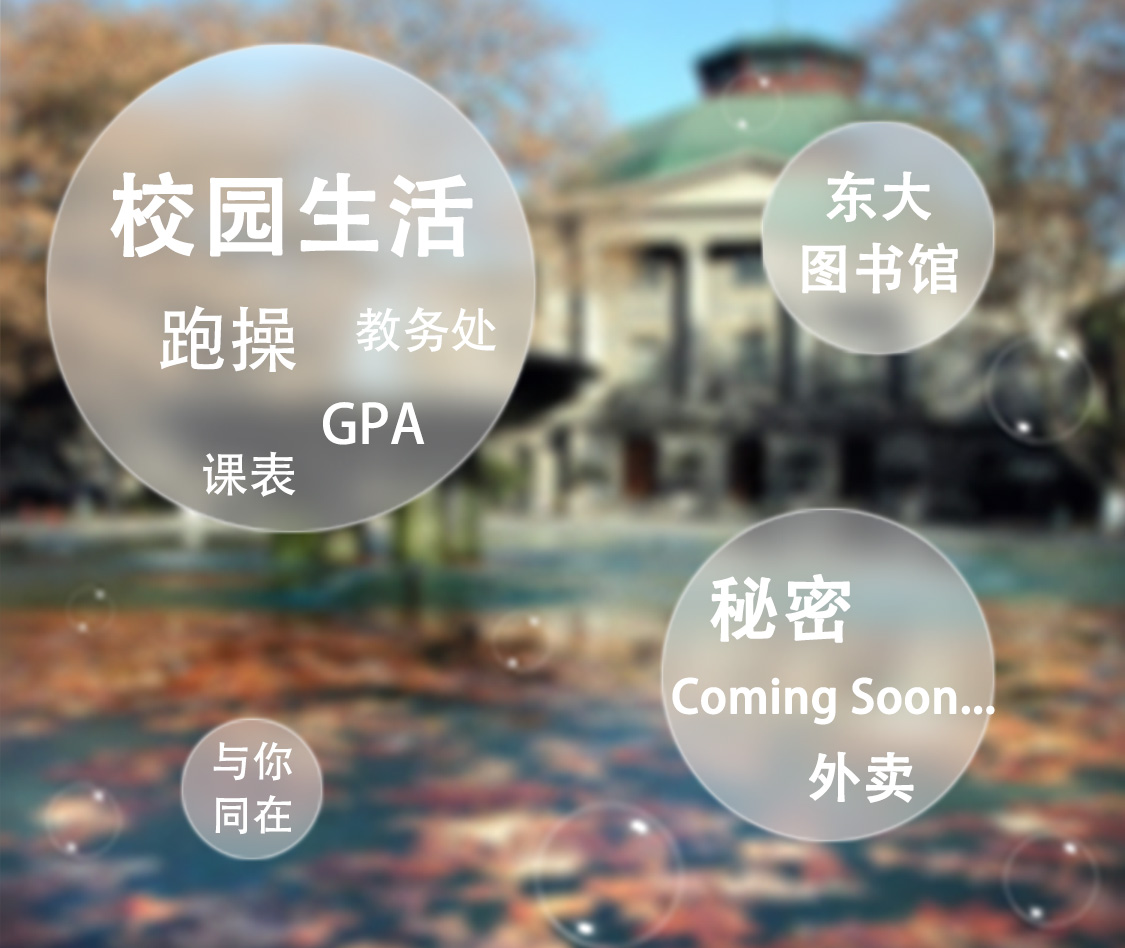 校园生活
跑操
教务处
GPA
课表
东大
图书馆
秘密
Coming Soon...
外卖
与你
同在